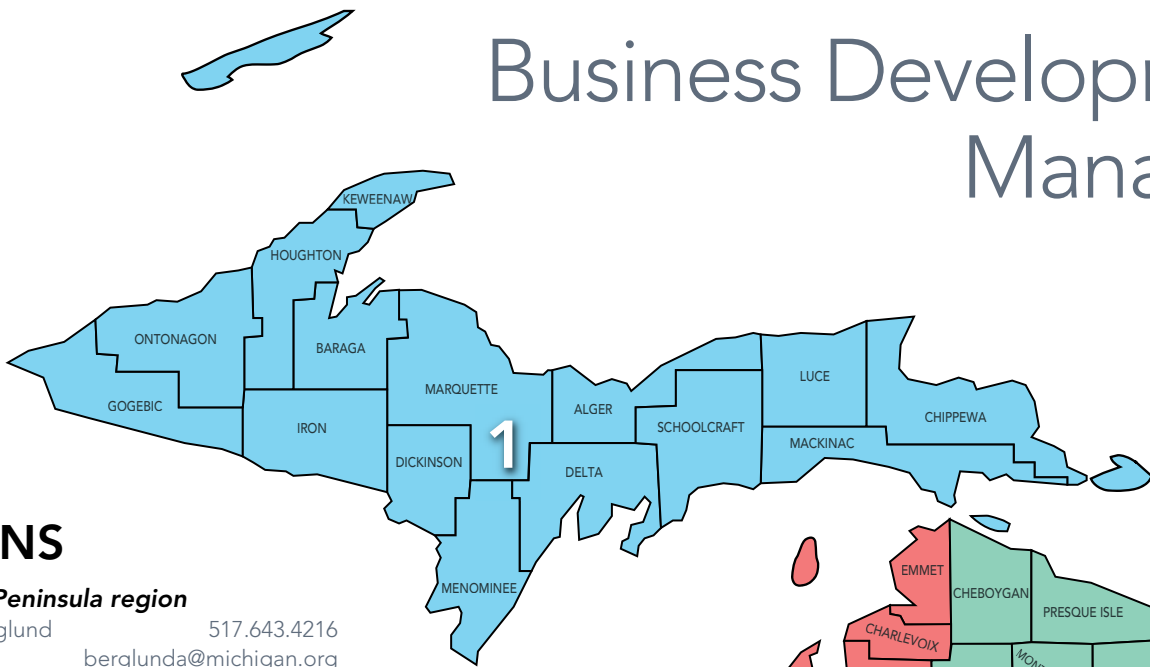 Business Develop
Mana
KEWEENAW
HOUGHTON
ONTONAGON
BARAGA
MARQUETTE
LUCE
GOGEBIC
ALGER
CHIPPEWA
IRON
SCHOOLCRAFT
1
MACKINAC
DICKINSON
DELTA
NS
EMMET
MENOMINEE
CHEBOYGAN
Peninsula region
PRESQUE ISLE
glund 517.643.4216
CHARLEVOIX
berglunda@michigan.org
MON